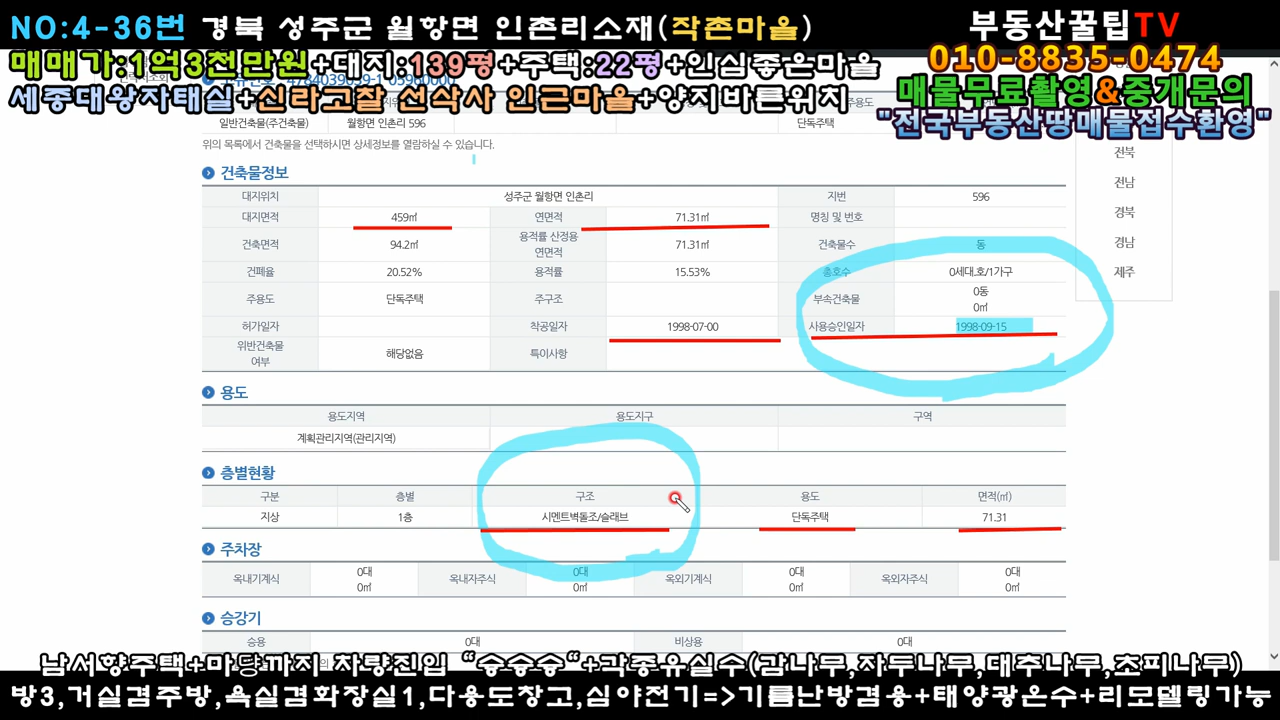 NO:4-36번 경북 성주군 월항면 인촌리소재(작촌마을)
부동산꿀팁TV
010-8835-0474
매매가:1억3천만원+대지:139평+주택:22평+인심좋은마을
매물무료촬영&중개문의
세종대왕자태실+신라고찰 선삭사 인근마을+양지바른위치
"전국부동산땅매물접수환영"
일반건축물(주건축물) 월항면 인촌리 596 단독주택
위의 목록에서 건축물을 선택하시면 상세정보를 열람하실 수 있습니다.
전북
전남
경북
경남
제주
건축물정보
대지위치 성주군 월항면 인촌리 지번 596
대지면적 459㎡ 연면적 71.31㎡ 명칭 및 번호
건축면적 94.2㎡ 용적률 산정용 연면적 71.31㎡ 건축물수 동
건폐율 20.52% 용적률 15.53% 총호수 0세대.호/1가구
주용도 단독주택 주구조 부속건축물 0동 0㎡
허가일자 착공일자 1998-07-00 사용승인일자 1998-09-15
위반건축물 여부 해당없음 특이사항
용도
용도지역 용도지구 구역
계획관리지역(관리지역)
층별현황
구분 층별 구조 용도 면적(㎡)
지상 1층 시멘트벽돌조/슬래브 단독주택 71.31
주차장
옥내기계식 0대 0㎡ 옥내자주식 0대 0㎡ 옥외기계식 0대 0㎡ 옥외자주식 0대 0㎡
승강기
승용 0대 비상용 0대
남서향주택+마당까지 차량진입 "슝슝슝"+각종유실수(감나무,자두나무,대추나무,초피나무)
방3,거실겸주방,욕실겸화장실1,다용도창고,심야전기=>기름난방겸용+태양광온수+리모델링가능